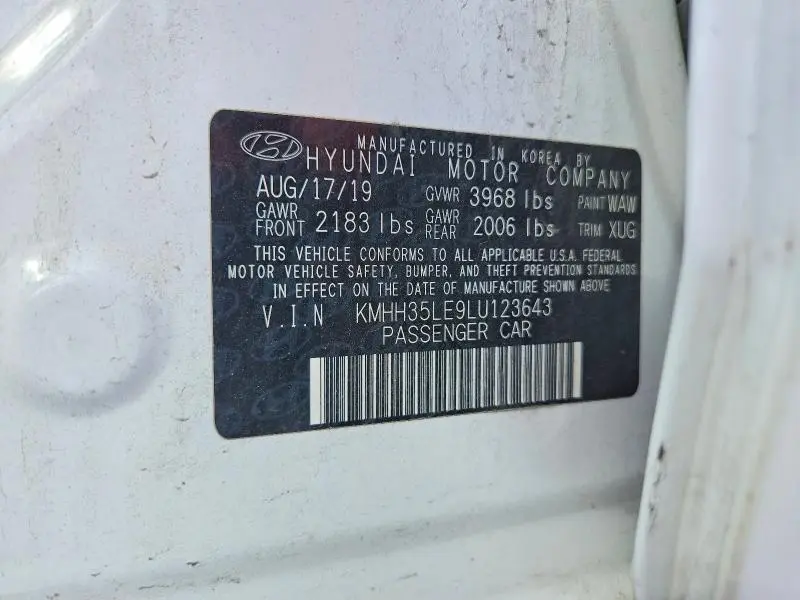 MANUFACTURED IN KOREA BY
HYUNDAI MOTOR COMPANY
AUG/17/19 GVWR 3968 lbs PAINT WAW
GAWR FRONT 2183 lbs GAWR REAR 2006 lbs TRIM XUG
THIS VEHICLE CONFORMS TO ALL APPLICABLE U.S.A. FEDERAL
MOTOR VEHICLE SAFETY, BUMPER, AND THEFT PREVENTION STANDARDS
IN EFFECT ON THE DATE OF MANUFACTURE SHOWN ABOVE
V.I.N KMHH35LE9LU123643
PASSENGER CAR